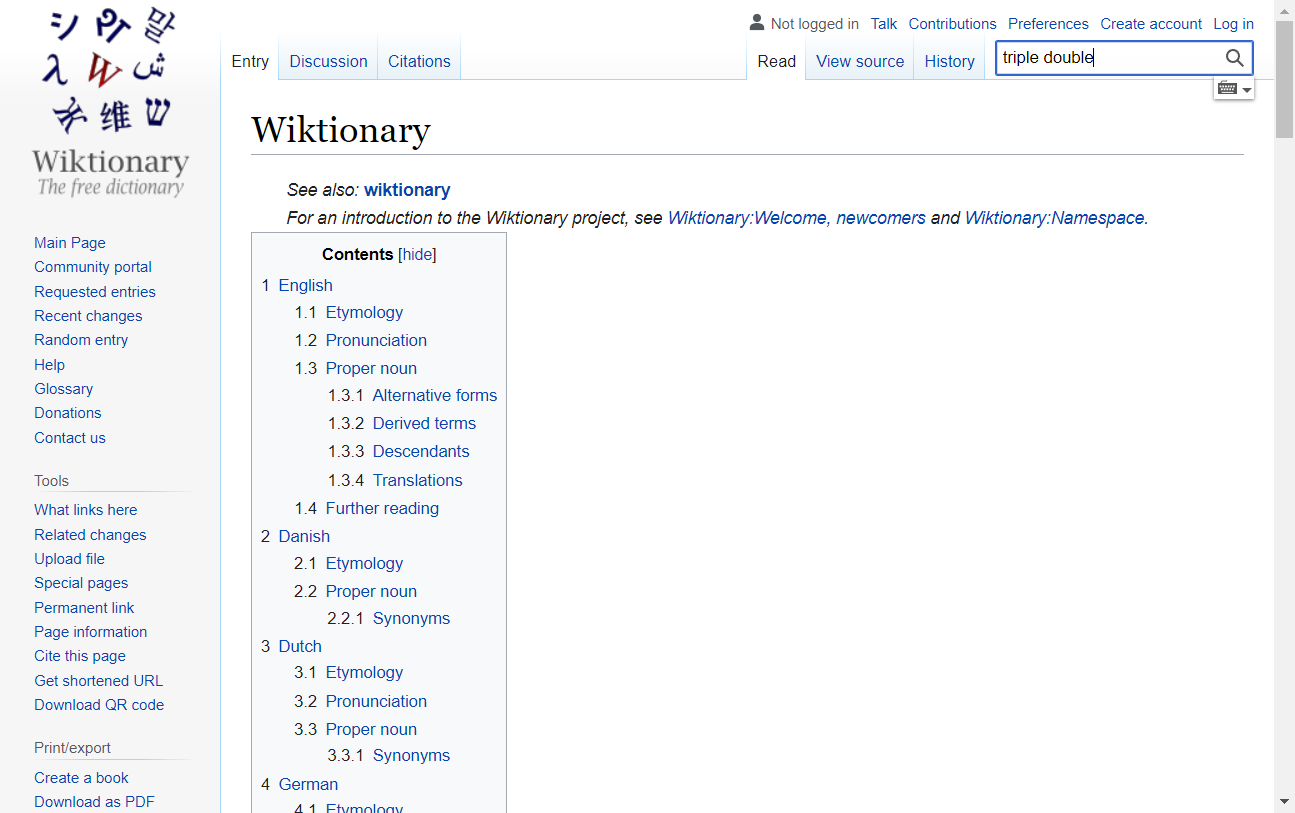 シ
wiki logo glyphs: 말
λ W ش
维 ש
Wiktionary
The free dictionary
Not logged in Talk Contributions Preferences Create account Log in
Entry Discussion Citations Read View source History triple double
Wiktionary
See also: wiktionary
For an introduction to the Wiktionary project, see Wiktionary:Welcome, newcomers and Wiktionary:Namespace.
Contents [hide]
1 English
1.1 Etymology
1.2 Pronunciation
1.3 Proper noun
1.3.1 Alternative forms
1.3.2 Derived terms
1.3.3 Descendants
1.3.4 Translations
1.4 Further reading
2 Danish
2.1 Etymology
2.2 Proper noun
2.2.1 Synonyms
3 Dutch
3.1 Etymology
3.2 Pronunciation
3.3 Proper noun
3.3.1 Synonyms
4 German
4.1 Etymology
Main Page
Community portal
Requested entries
Recent changes
Random entry
Help
Glossary
Donations
Contact us
Tools
What links here
Related changes
Upload file
Special pages
Permanent link
Page information
Cite this page
Get shortened URL
Download QR code
Print/export
Create a book
Download as PDF